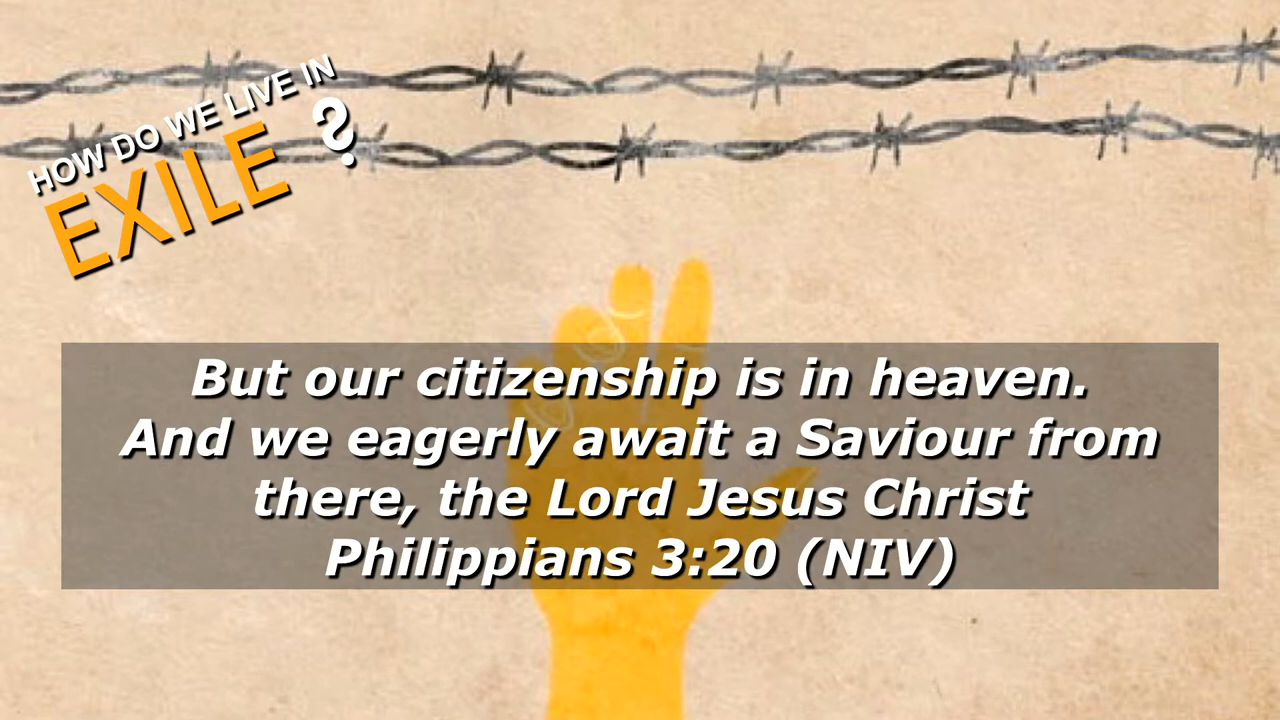 HOW DO WE LIVE IN
EXILE ?
But our citizenship is in heaven.
And we eagerly await a Saviour from
there, the Lord Jesus Christ
Philippians 3:20 (NIV)